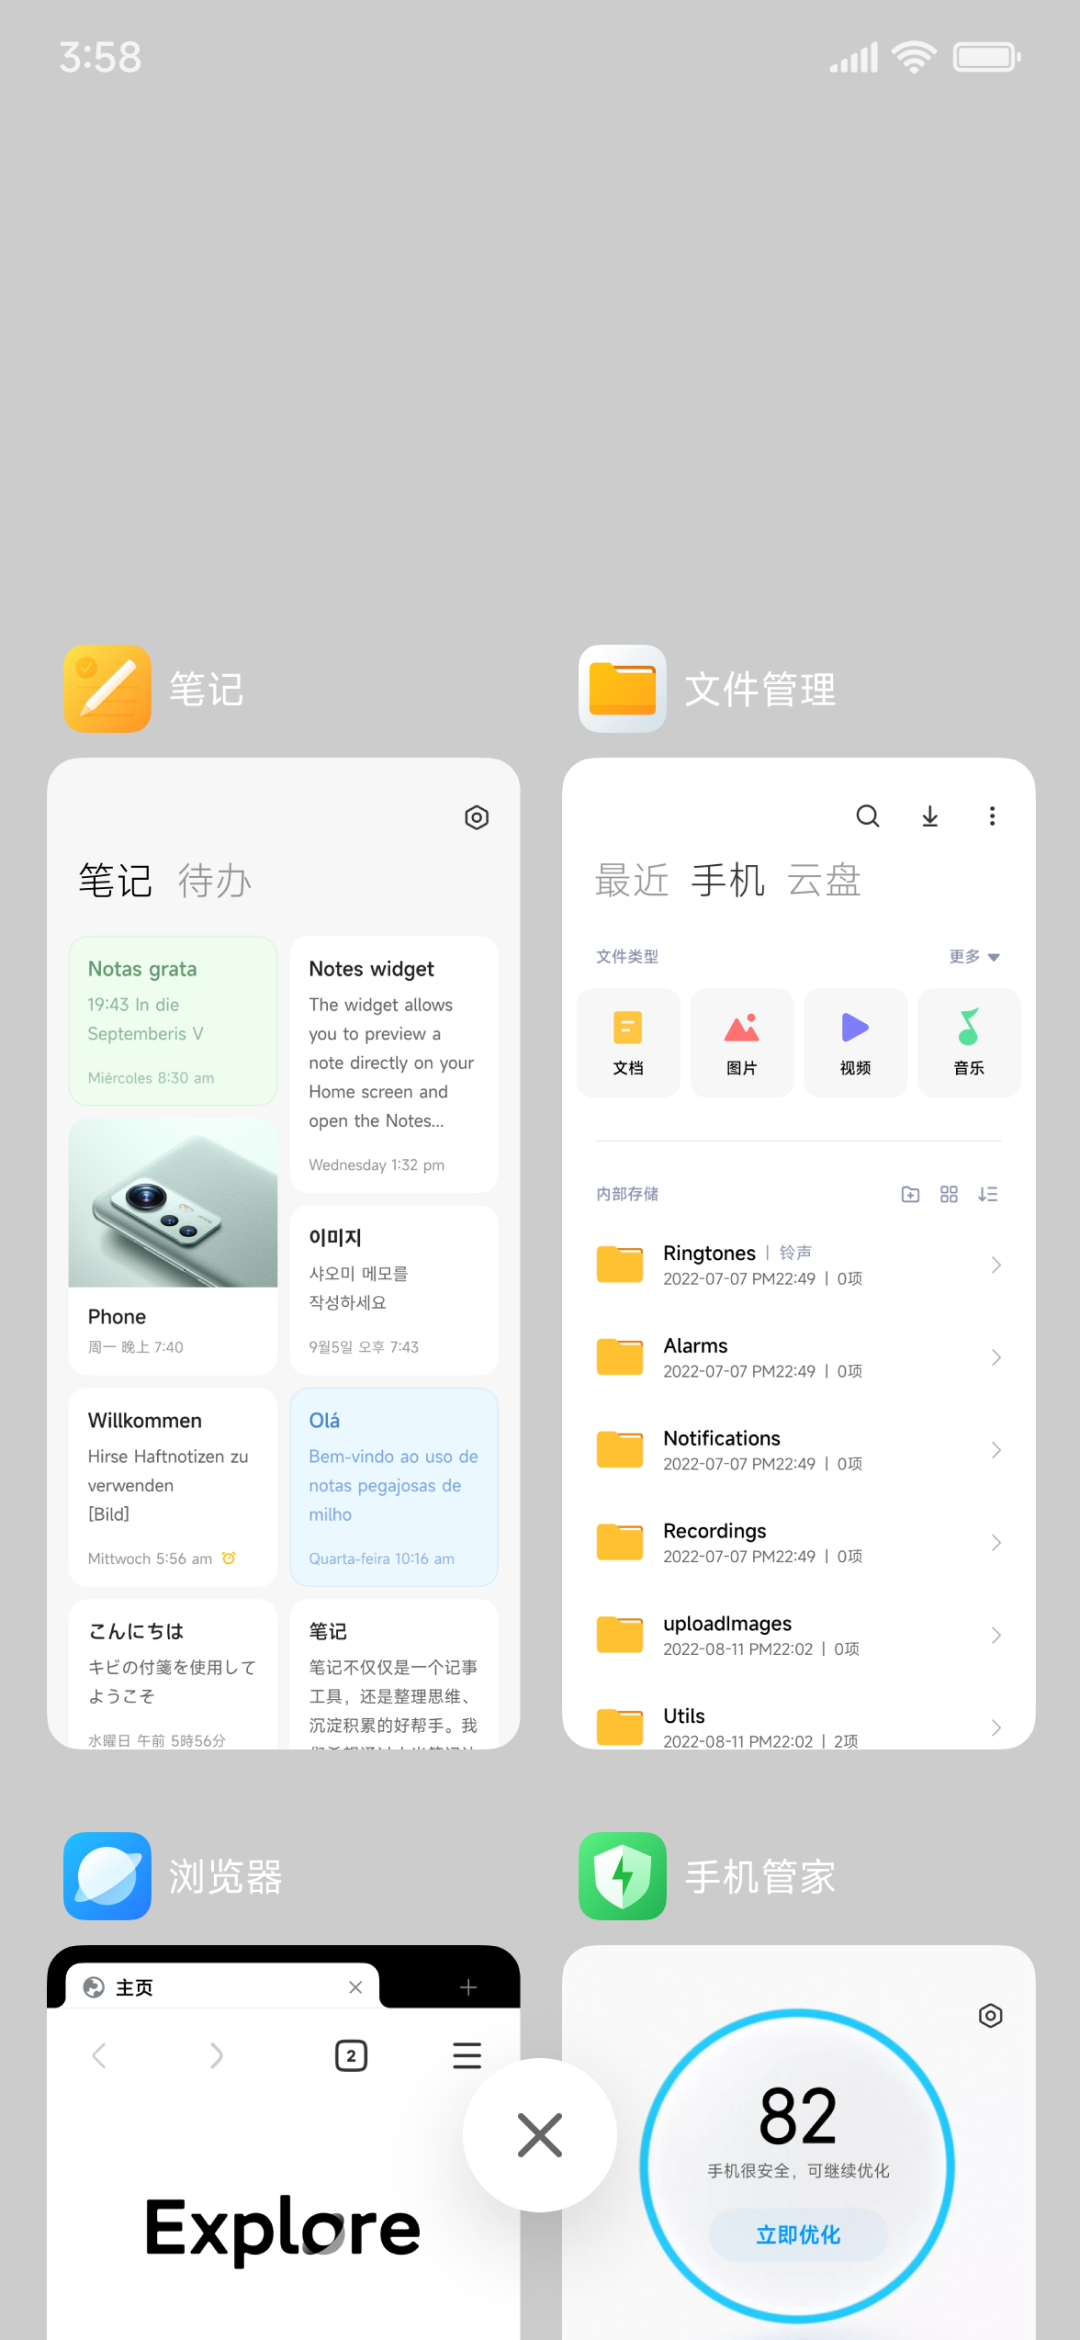 3:58
笔记
文件管理
笔记 待办
Notas grata
19:43 In die
Septemberis V
Miércoles 8:30 am
Phone
周一 晚上 7:40
Willkommen
Hirse Haftnotizen zu
verwenden
[Bild]
Mittwoch 5:56 am
こんにちは
キビの付箋を使用して
ようこそ
水曜日 午前 5時56分
Notes widget
The widget allows
you to preview a
note directly on your
Home screen and
open the Notes...
Wednesday 1:32 pm
이미지
샤오미 메모를
작성하세요
9월5일 오후 7:43
Olá
Bem-vindo ao uso de
notas pegajosas de
milho
Quarta-feira 10:16 am
笔记
笔记不仅仅是一个记事
工具，还是整理思维、
沉淀积累的好帮手。我
最近 手机 云盘
文件类型 更多
文档 图片 视频 音乐
内部存储
Ringtones | 铃声
2022-07-07 PM22:49 | 0项
Alarms
2022-07-07 PM22:49 | 0项
Notifications
2022-07-07 PM22:49 | 0项
Recordings
2022-07-07 PM22:49 | 0项
uploadImages
2022-08-11 PM22:02 | 0项
Utils
2022-08-11 PM22:02 | 2项
浏览器
手机管家
主页
2
Explore
82
手机很安全，可继续优化
立即优化